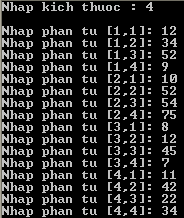 Nhap kich thuoc : 4
Nhap phan tu [1,1]: 12
Nhap phan tu [1,2]: 34
Nhap phan tu [1,3]: 52
Nhap phan tu [1,4]: 9
Nhap phan tu [2,1]: 10
Nhap phan tu [2,2]: 52
Nhap phan tu [2,3]: 54
Nhap phan tu [2,4]: 75
Nhap phan tu [3,1]: 8
Nhap phan tu [3,2]: 12
Nhap phan tu [3,3]: 45
Nhap phan tu [3,4]: 7
Nhap phan tu [4,1]: 11
Nhap phan tu [4,2]: 42
Nhap phan tu [4,3]: 22
Nhap phan tu [4,4]: 34